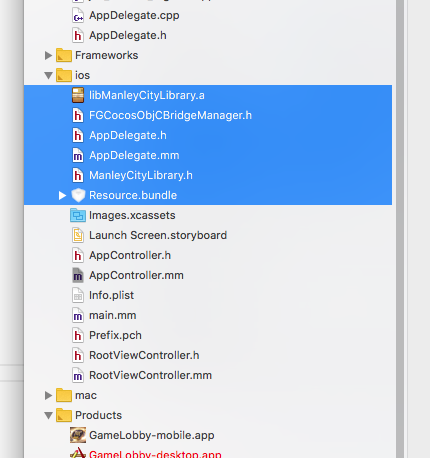 AppDelegate.cpp
AppDelegate.h
Frameworks
ios
libManleyCityLibrary.a
FGCocosObjCBridgeManager.h
AppDelegate.h
AppDelegate.mm
ManleyCityLibrary.h
Resource.bundle
Images.xcassets
Launch Screen.storyboard
AppController.h
AppController.mm
Info.plist
main.mm
Prefix.pch
RootViewController.h
RootViewController.mm
mac
Products
GameLobby-mobile.app
GameLobby-desktop.app